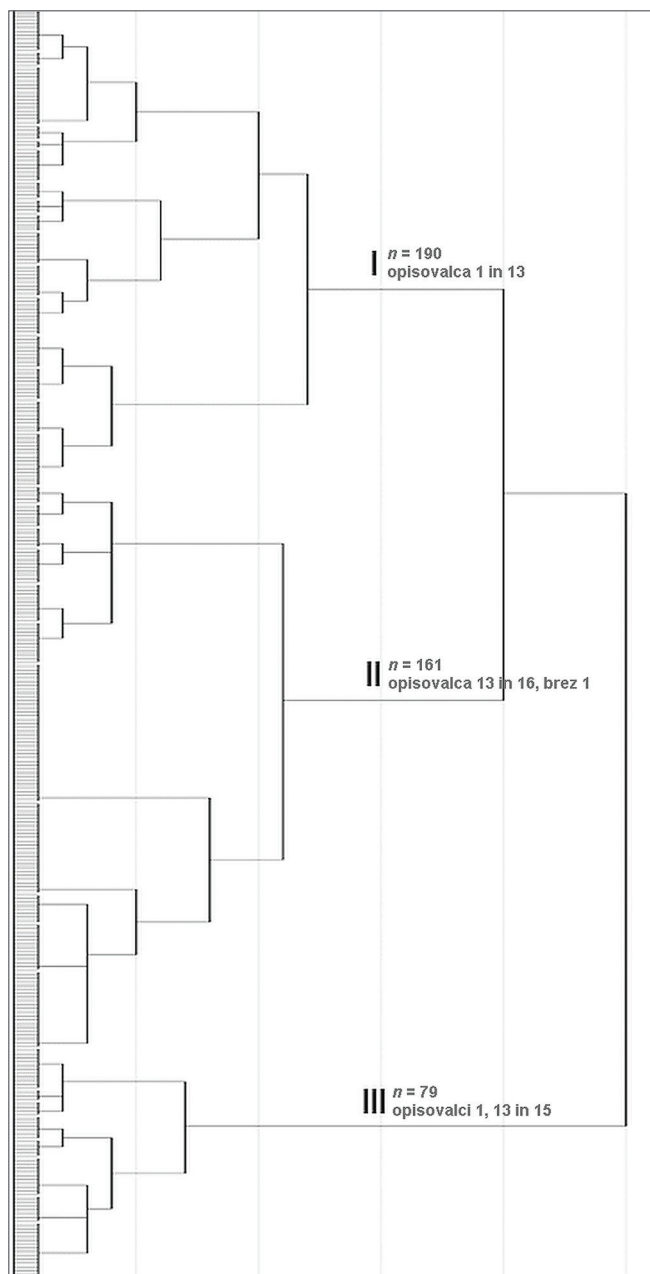 I n = 190
opisovalca 1 in 13
II n = 161
opisovalca 13 in 16, brez 1
III n = 79
opisovalci 1, 13 in 15